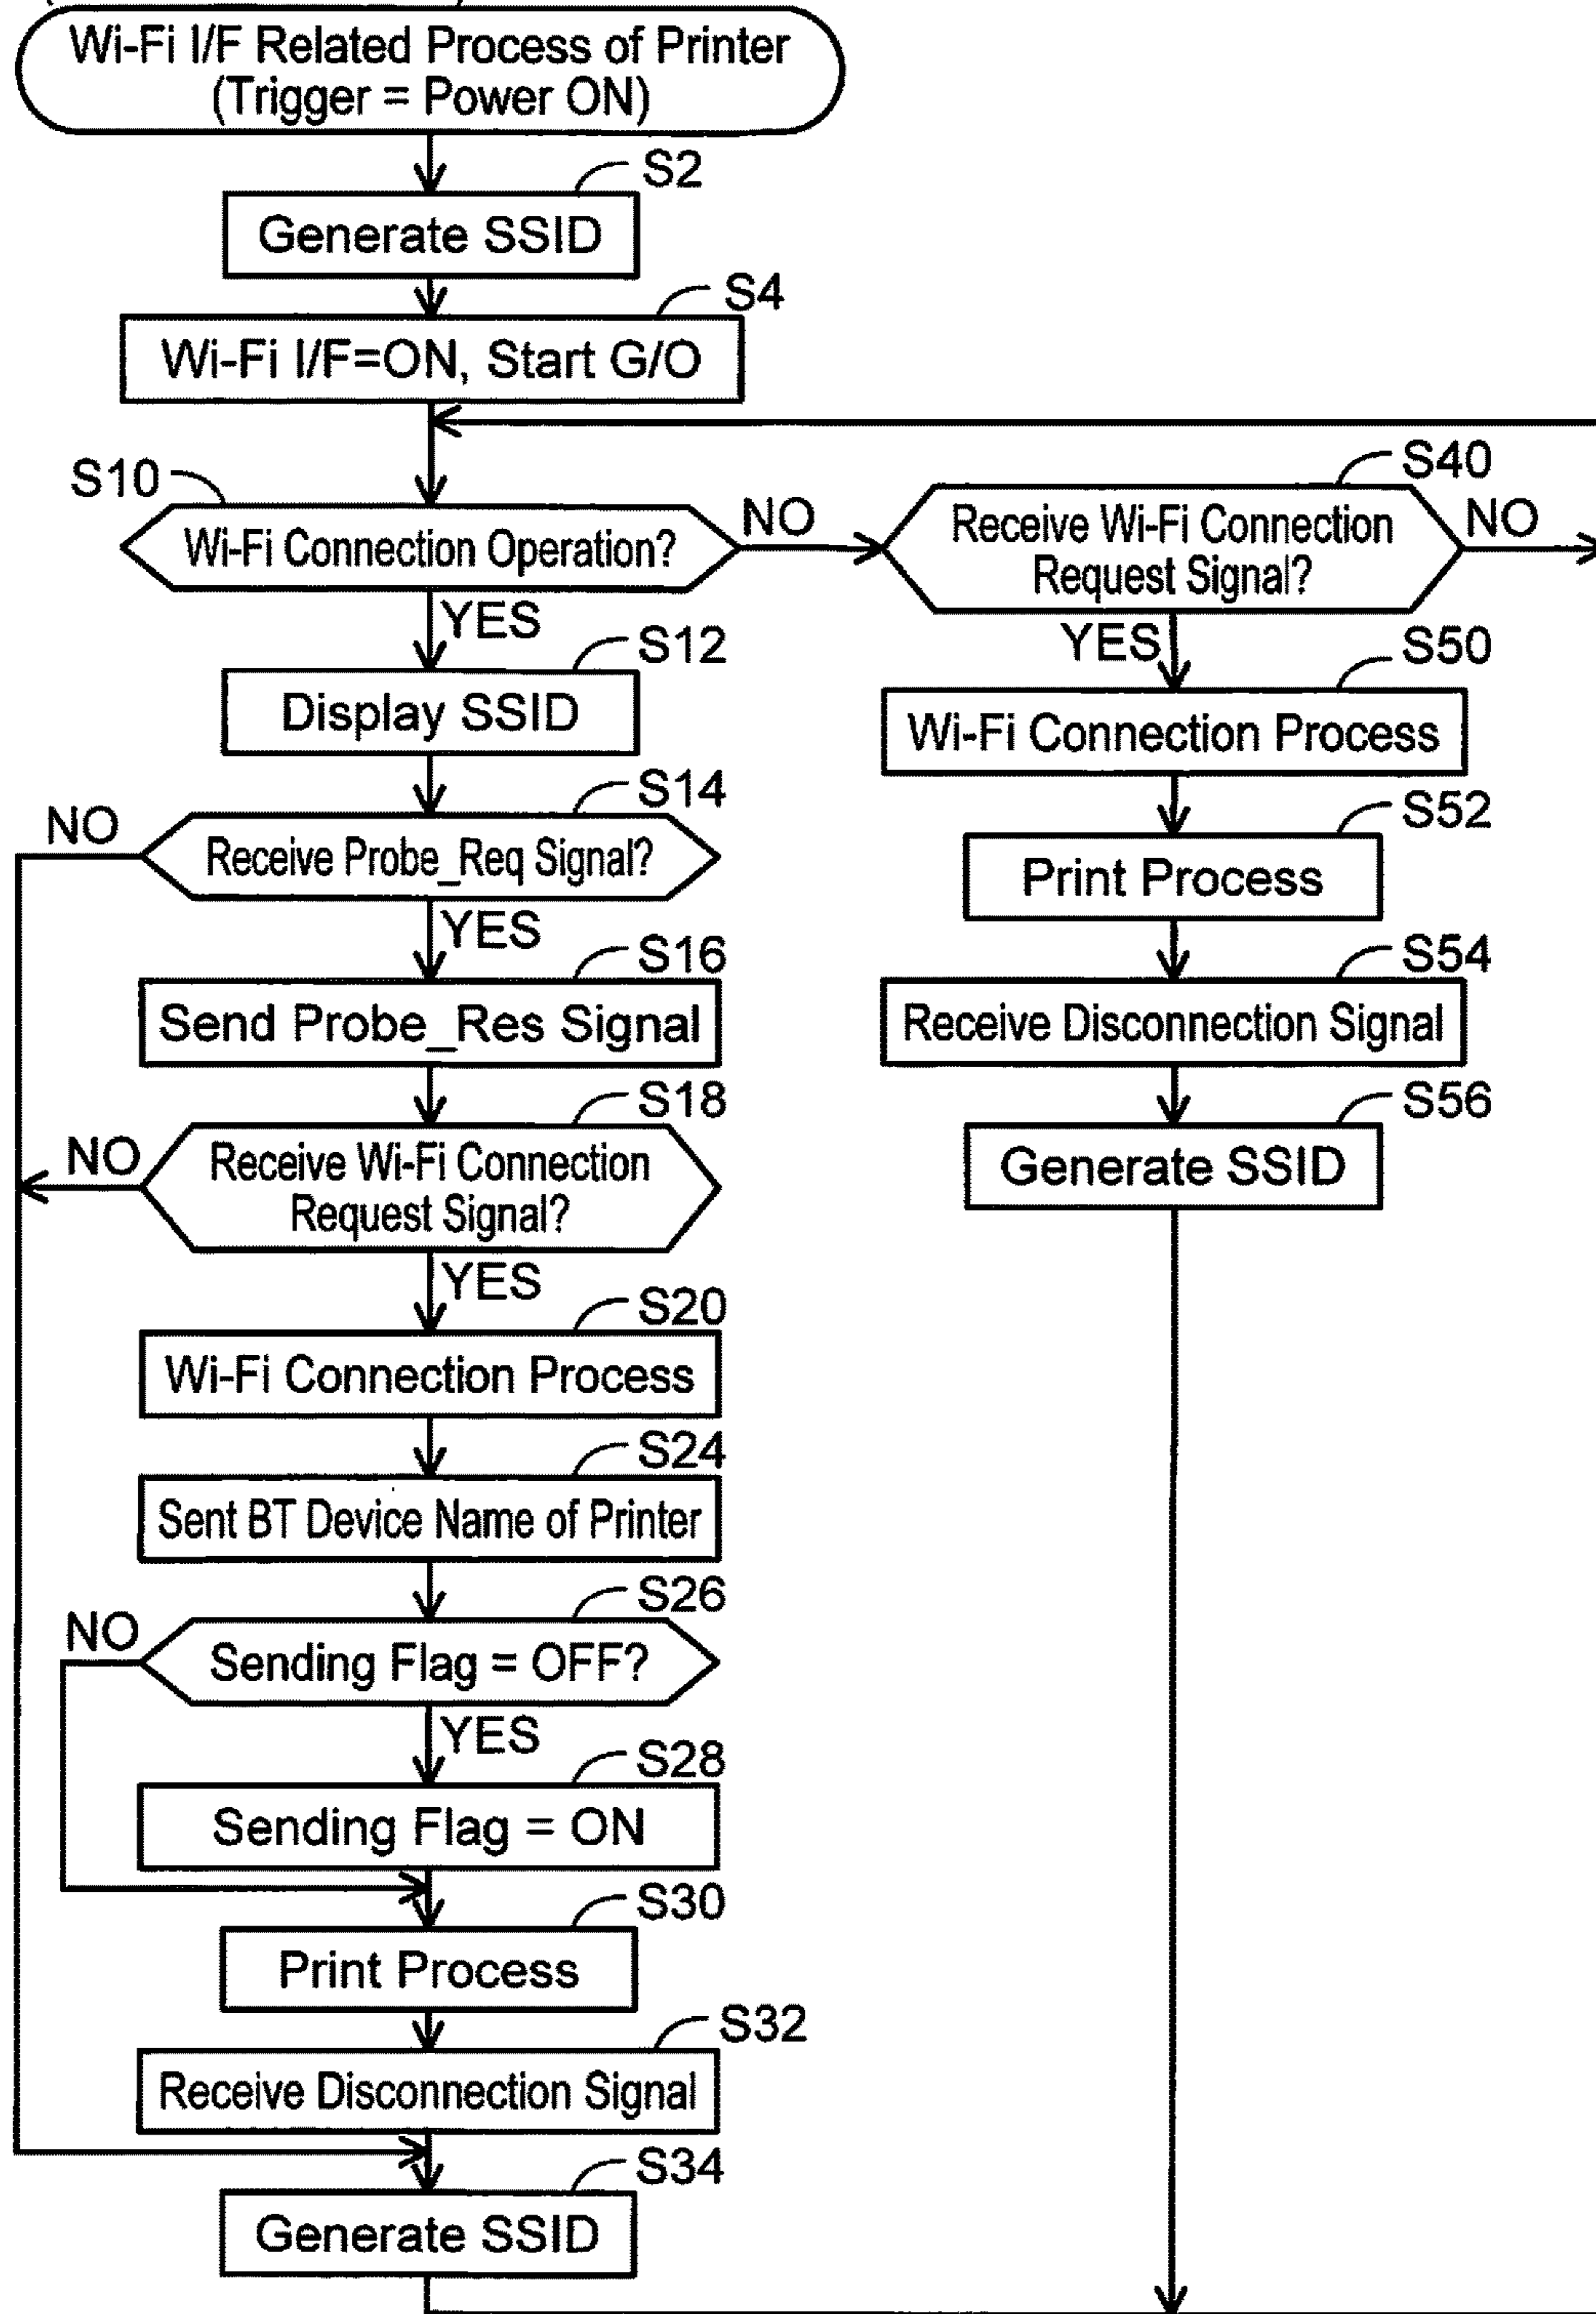 Wi-Fi I/F Related Process of Printer
(Trigger = Power ON)
S2
Generate SSID
S4
Wi-Fi I/F=ON, Start G/O
S10
Wi-Fi Connection Operation?
NO
YES
S12
Display SSID
S14
NO
Receive Probe_Req Signal?
YES
S16
Send Probe_Res Signal
S18
NO
Receive Wi-Fi Connection
Request Signal?
YES
S20
Wi-Fi Connection Process
S24
Sent BT Device Name of Printer
S26
NO
Sending Flag = OFF?
YES
S28
Sending Flag = ON
S30
Print Process
S32
Receive Disconnection Signal
S34
Generate SSID
S40
Receive Wi-Fi Connection
Request Signal?
NO
YES
S50
Wi-Fi Connection Process
S52
Print Process
S54
Receive Disconnection Signal
S56
Generate SSID